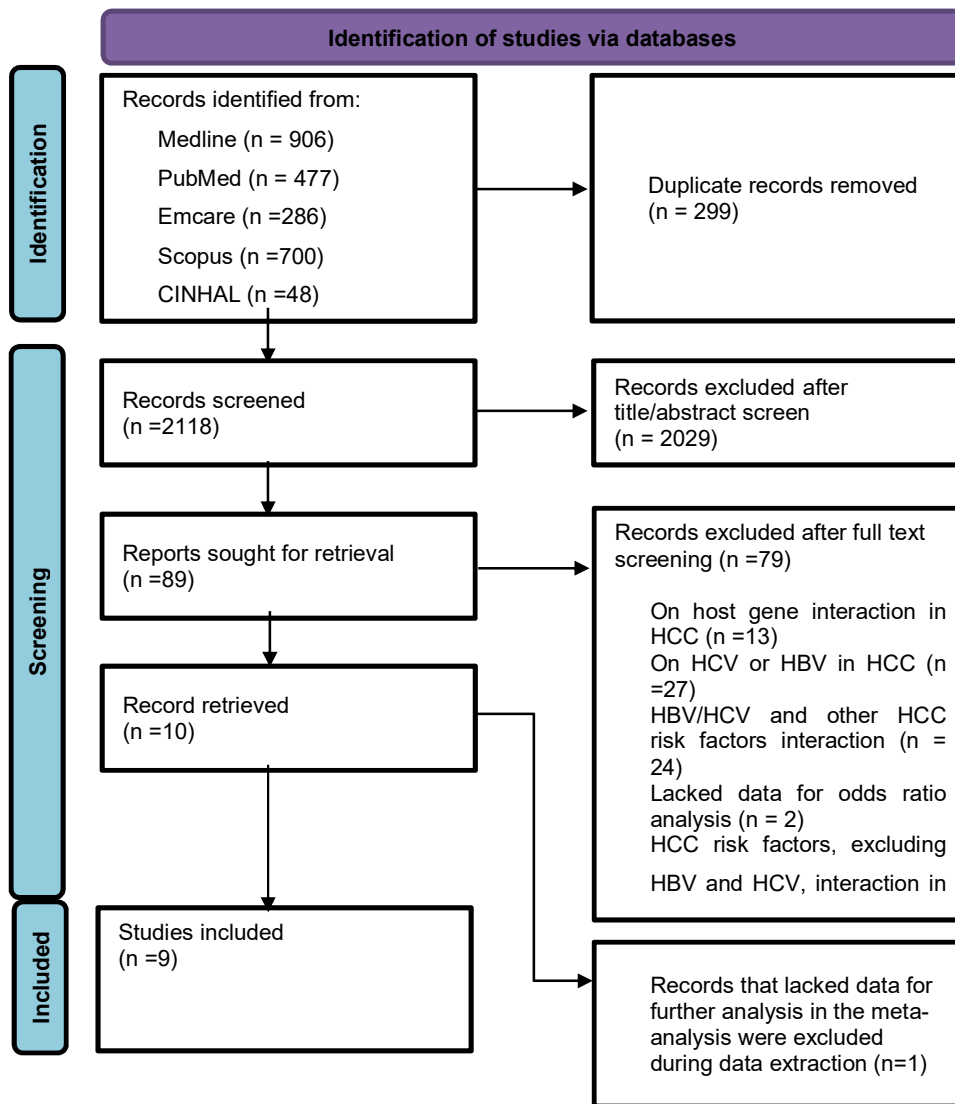 Identification of studies via databases
Identification
Records identified from:
Medline (n = 906)
PubMed (n = 477)
Emcare (n =286)
Scopus (n =700)
CINHAL (n =48)
Duplicate records removed
(n = 299)
Screening
Records screened
(n =2118)
Records excluded after
title/abstract screen
(n = 2029)
Reports sought for retrieval
(n =89)
Records excluded after full text
screening (n =79)
On host gene interaction in
HCC (n =13)
On HCV or HBV in HCC (n
=27)
HBV/HCV and other HCC
risk factors interaction (n =
24)
Lacked data for odds ratio
analysis (n = 2)
HCC risk factors, excluding
HBV and HCV, interaction in
Record retrieved
(n =10)
Included
Studies included
(n =9)
Records that lacked data for
further analysis in the meta-
analysis were excluded
during data extraction (n=1)